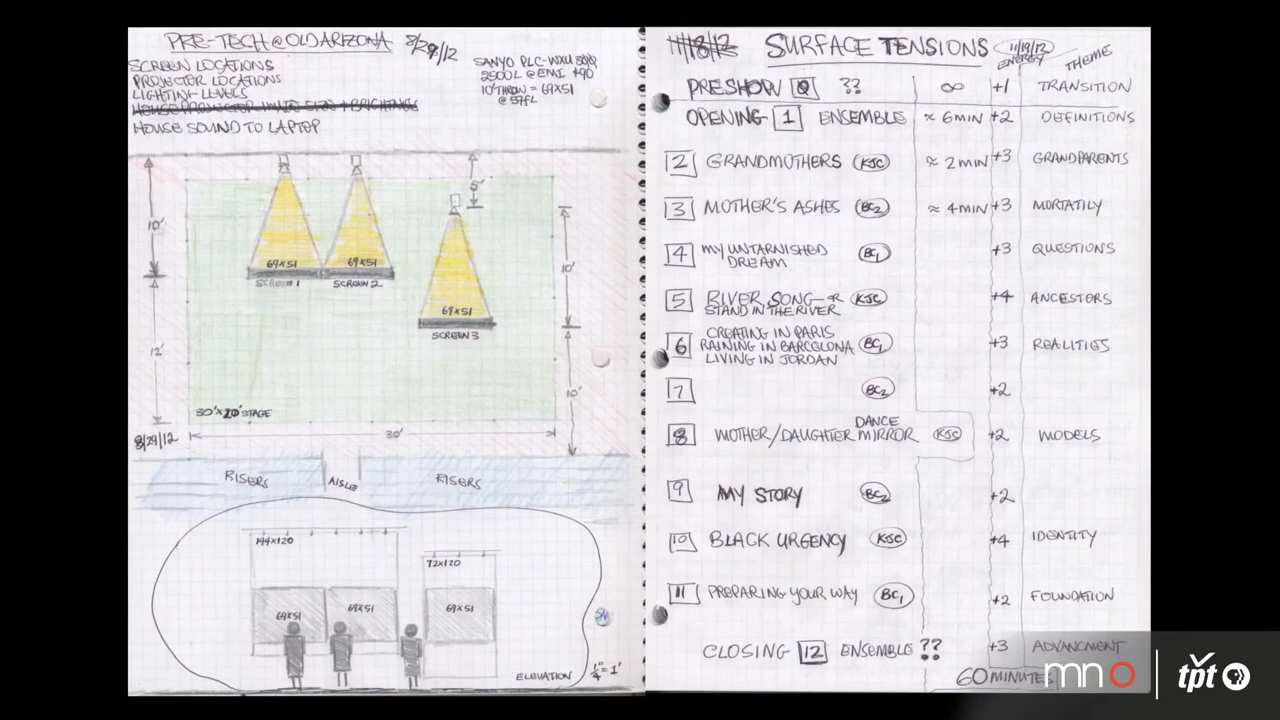 PRE-TECH @ OLD ARIZONA 8/29/12
SCREEN LOCATIONS
PROJECTOR LOCATIONS
LIGHTING LEVELS
HOUSE SOUND TO LAPTOP
SANYO PLC-WXU
2500L @ EMI +90
10' THROW = 69X51
5'
10'
69X51
69X51
SCREEN 1
SCREEN 2
10'
69X51
SCREEN 3
12'
10'
30'X20' STAGE
8/29/12
30'
RISERS
AISLE
RISERS
144X120
72X120
69X51
69X51
69X51
ELEVATION
1/4" = 1'
11/18/12 SURFACE TENSIONS 11/19/12
ENERGY
THEME
PRESHOW 0 ?? ∞ +1 TRANSITION
OPENING 1 ENSEMBLE ≈ 6 MIN +2 DEFINITIONS
2 GRANDMOTHERS KJC ≈ 2 MIN +3 GRANDPARENTS
3 MOTHER'S ASHES BC2 ≈ 4 MIN +3 MORTATILY
4 MY UNTARNISHED BC1 +3 QUESTIONS
DREAM
5 RIVER SONG - OR KJC +4 ANCESTORS
STAND IN THE RIVER
CREATING IN PARIS
6 RAINING IN BARCELONA BC1 +3 REALITIES
LIVING IN JORDAN
7 BC2 +2
DANCE
8 MOTHER/DAUGHTER MIRROR KJC +2 MODELS
9 MY STORY BC2 +2
10 BLACK URGENCY KJC +4 IDENTITY
11 PREPARING YOUR WAY BC1 +2 FOUNDATION
CLOSING 12 ENSEMBLE ?? +3 ADVANCMENT
60 MINUTES
mn
tpt PBS